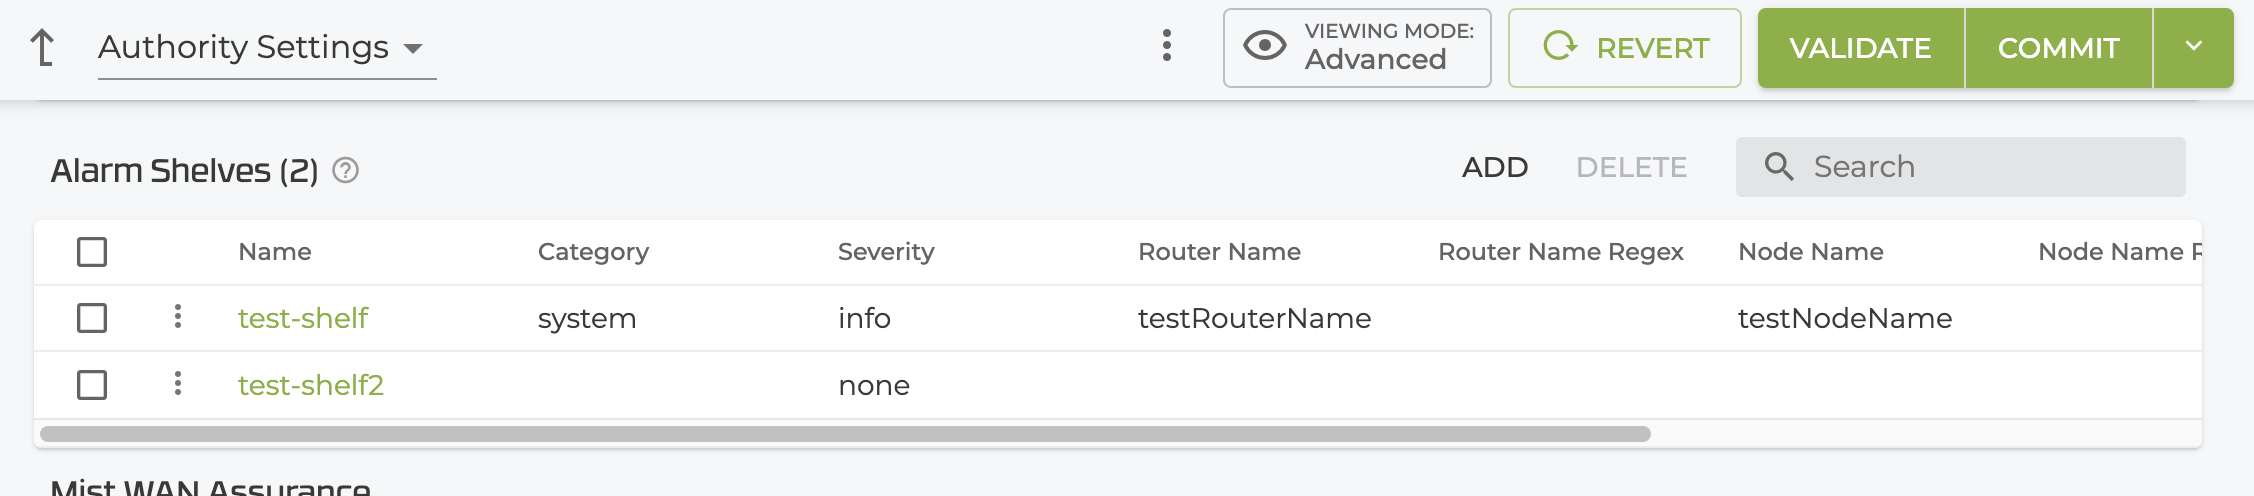 Authority Settings
VIEWING MODE:
Advanced
REVERT
VALIDATE
COMMIT
Alarm Shelves (2)
ADD
DELETE
Search
Name Category Severity Router Name Router Name Regex Node Name Node Name R
test-shelf system info testRouterName testNodeName
test-shelf2 none
Mist WAN Assurance